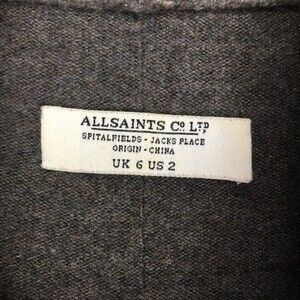 ALLSAINTS Co LTD
SPITALFIELDS - JACKS PLACE
ORIGIN - CHINA
UK 6 US 2